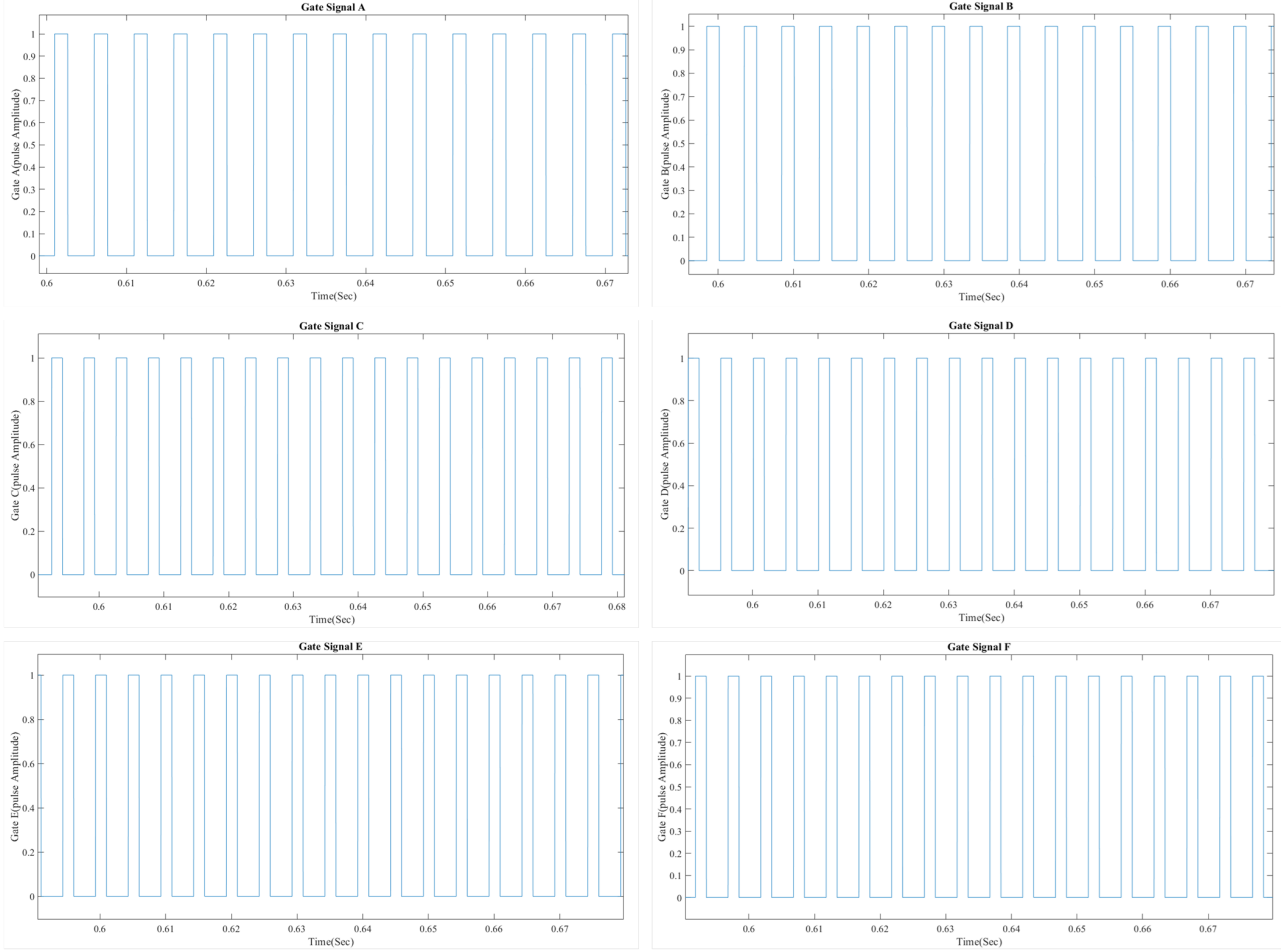 Gate Signal A
Gate A(pulse Amplitude)
1
0.9
0.8
0.7
0.6
0.5
0.4
0.3
0.2
0.1
0
0.6 0.61 0.62 0.63 0.64 0.65 0.66 0.67
Time(Sec)
Gate Signal B
Gate B(pulse Amplitude)
1
0.9
0.8
0.7
0.6
0.5
0.4
0.3
0.2
0.1
0
0.6 0.61 0.62 0.63 0.64 0.65 0.66 0.67
Time(Sec)
Gate Signal C
Gate C(pulse Amplitude)
1
0.8
0.6
0.4
0.2
0
0.6 0.61 0.62 0.63 0.64 0.65 0.66 0.67 0.68
Time(Sec)
Gate Signal D
Gate D(pulse Amplitude)
1
0.8
0.6
0.4
0.2
0
0.6 0.61 0.62 0.63 0.64 0.65 0.66 0.67
Time(Sec)
Gate Signal E
Gate E(pulse Amplitude)
1
0.8
0.6
0.4
0.2
0
0.6 0.61 0.62 0.63 0.64 0.65 0.66 0.67
Time(Sec)
Gate Signal F
Gate F(pulse Amplitude)
1
0.9
0.8
0.7
0.6
0.5
0.4
0.3
0.2
0.1
0
0.6 0.61 0.62 0.63 0.64 0.65 0.66 0.67
Time(Sec)